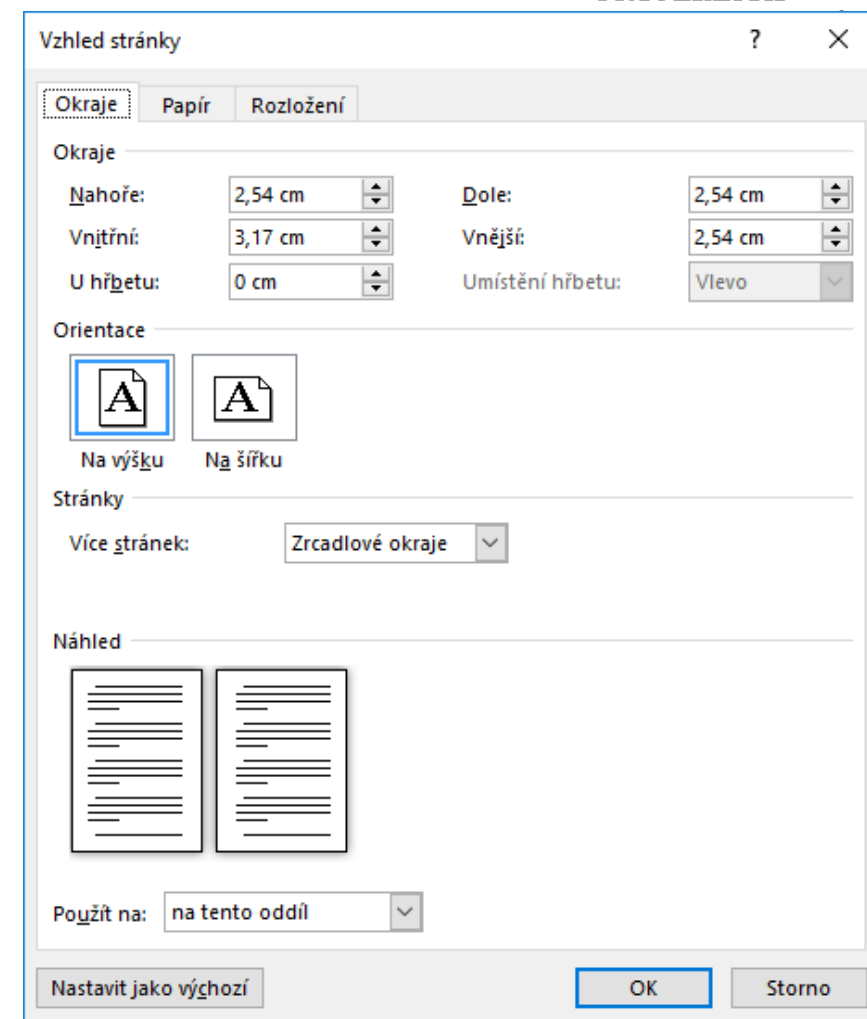 Vzhled stránky ?
Okraje Papír Rozložení
Okraje
Nahoře: 2,54 cm Dole: 2,54 cm
Vnitřní: 3,17 cm Vnější: 2,54 cm
U hřbetu: 0 cm Umístění hřbetu: Vlevo
Orientace
A A
Na výšku Na šířku
Stránky
Více stránek: Zrcadlové okraje
Náhled
Použít na: na tento oddíl
Nastavit jako výchozí OK Storno